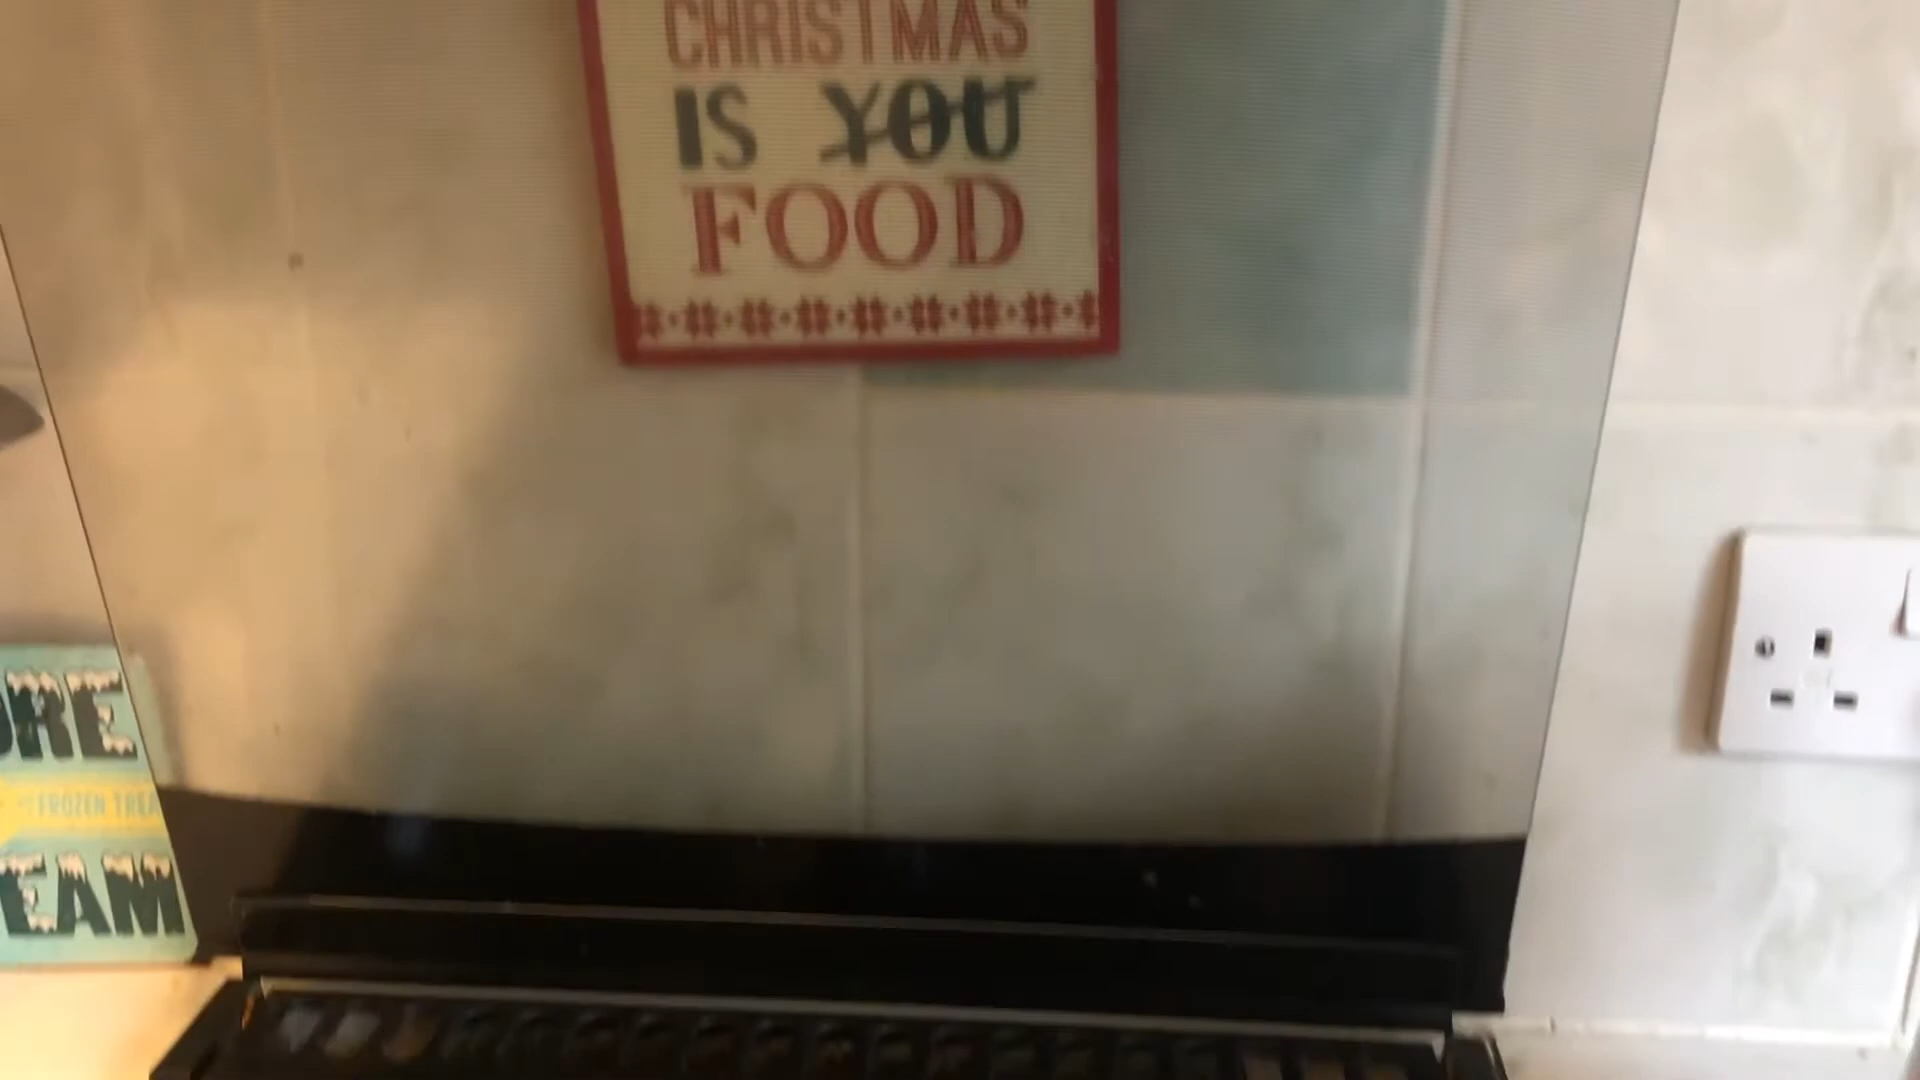 CHRISTMAS
IS YOU
FOOD
ORE
FROZEN TREA
EAM